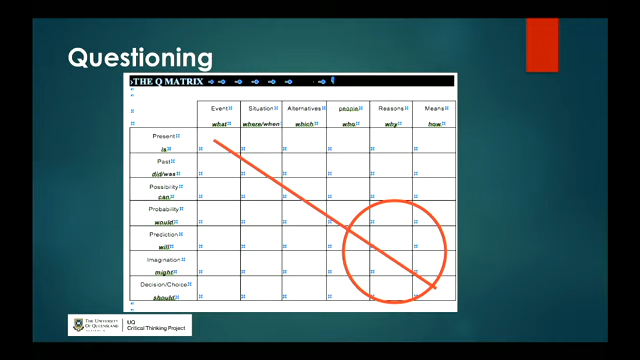 Questioning
THE Q MATRIX
Event Situation Alternatives people Reasons Means
what where/when which who why how
Present
is
Past
did/was
Possibility
can
Probability
would
Prediction
will
Imagination
might
Decision/Choice
should
THE UNIVERSITY
OF QUEENSLAND
AUSTRALIA
UQ
Critical Thinking Project